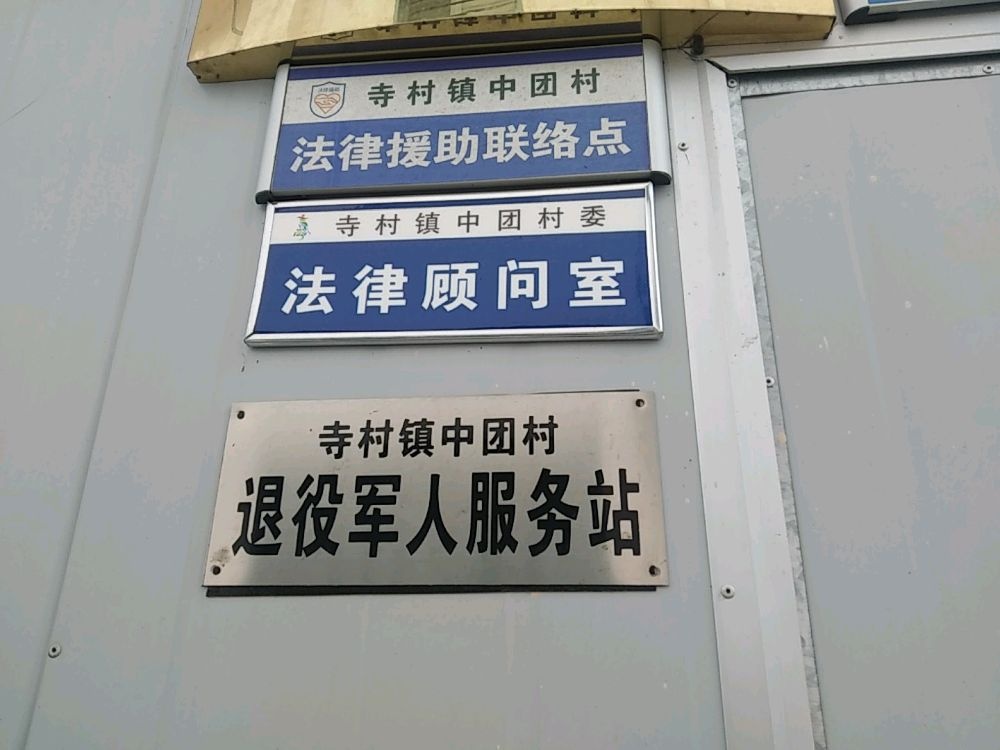 寺村镇中团村
法律援助联络点
寺村镇中团村委
法律顾问室
寺村镇中团村
退役军人服务站